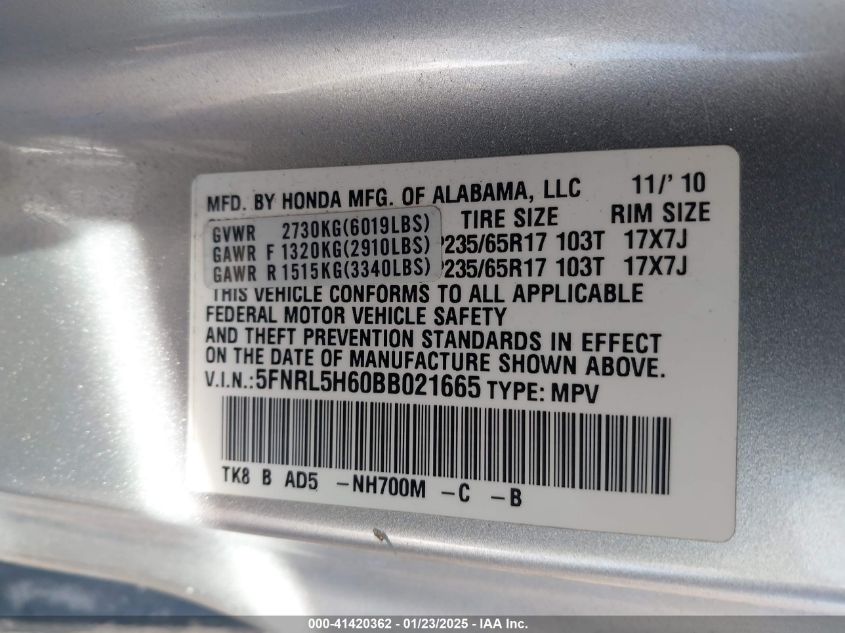 MFD. BY HONDA MFG. OF ALABAMA, LLC 11/'10
TIRE SIZE RIM SIZE
GVWR 2730KG(6019LBS)
GAWR F 1320KG(2910LBS) P235/65R17 103T 17X7J
GAWR R 1515KG(3340LBS) P235/65R17 103T 17X7J
THIS VEHICLE CONFORMS TO ALL APPLICABLE
FEDERAL MOTOR VEHICLE SAFETY
AND THEFT PREVENTION STANDARDS IN EFFECT
ON THE DATE OF MANUFACTURE SHOWN ABOVE.
V.I.N.:5FNRL5H60BB021665 TYPE: MPV
TK8 B AD5 -NH700M -C -B
000-41420362 - 01/23/2025 - IAA Inc.